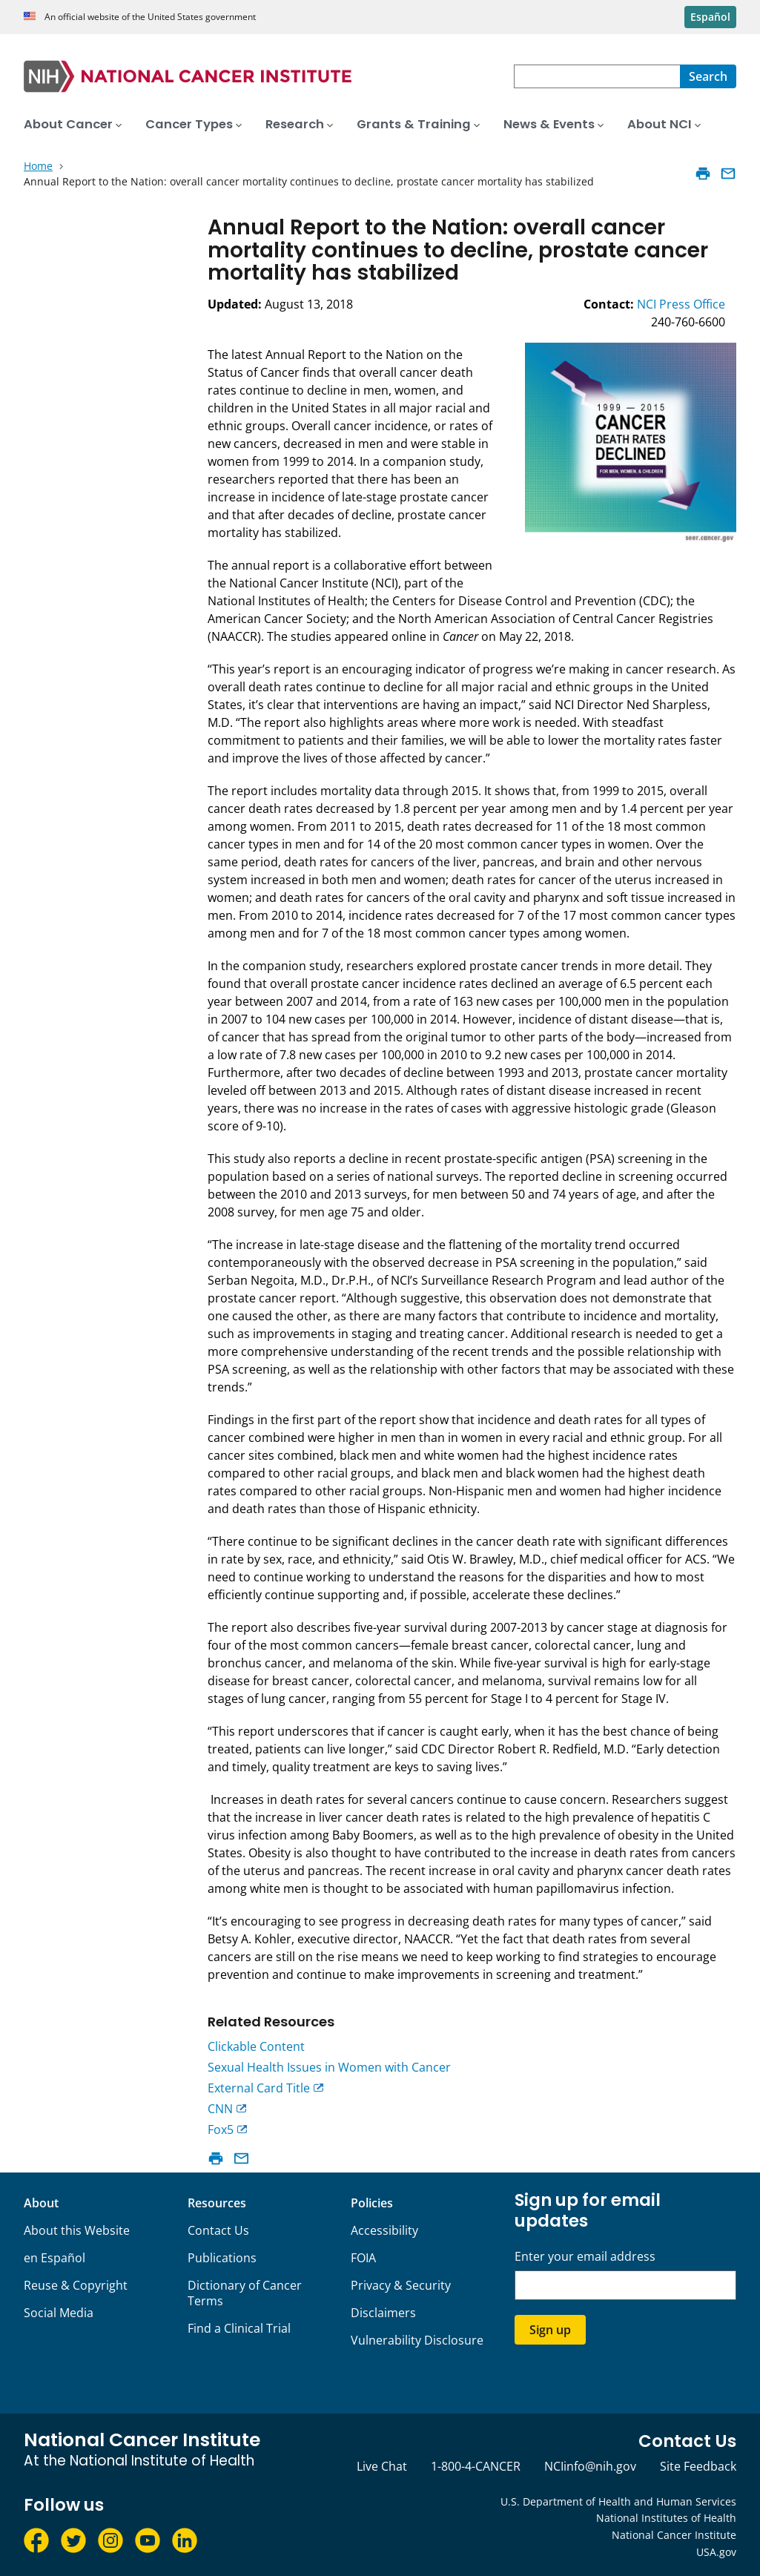 An official website of the United States government
Español
NIH NATIONAL CANCER INSTITUTE
Search
About Cancer
Cancer Types
Research
Grants & Training
News & Events
About NCI
Home
Annual Report to the Nation: overall cancer mortality continues to decline, prostate cancer mortality has stabilized
Annual Report to the Nation: overall cancer
mortality continues to decline, prostate cancer
mortality has stabilized
Updated: August 13, 2018
Contact: NCI Press Office
240-760-6600
The latest Annual Report to the Nation on the
Status of Cancer finds that overall cancer death
rates continue to decline in men, women, and
children in the United States in all major racial and
ethnic groups. Overall cancer incidence, or rates of
new cancers, decreased in men and were stable in
women from 1999 to 2014. In a companion study,
researchers reported that there has been an
increase in incidence of late-stage prostate cancer
and that after decades of decline, prostate cancer
mortality has stabilized.
1999 — 2015
CANCER
DEATH RATES
DECLINED
FOR MEN, WOMEN, & CHILDREN
seer.cancer.gov
The annual report is a collaborative effort between
the National Cancer Institute (NCI), part of the
National Institutes of Health; the Centers for Disease Control and Prevention (CDC); the
American Cancer Society; and the North American Association of Central Cancer Registries
(NAACCR). The studies appeared online in Cancer on May 22, 2018.
“This year’s report is an encouraging indicator of progress we’re making in cancer research. As
overall death rates continue to decline for all major racial and ethnic groups in the United
States, it’s clear that interventions are having an impact,” said NCI Director Ned Sharpless,
M.D. “The report also highlights areas where more work is needed. With steadfast
commitment to patients and their families, we will be able to lower the mortality rates faster
and improve the lives of those affected by cancer.”
The report includes mortality data through 2015. It shows that, from 1999 to 2015, overall
cancer death rates decreased by 1.8 percent per year among men and by 1.4 percent per year
among women. From 2011 to 2015, death rates decreased for 11 of the 18 most common
cancer types in men and for 14 of the 20 most common cancer types in women. Over the
same period, death rates for cancers of the liver, pancreas, and brain and other nervous
system increased in both men and women; death rates for cancer of the uterus increased in
women; and death rates for cancers of the oral cavity and pharynx and soft tissue increased in
men. From 2010 to 2014, incidence rates decreased for 7 of the 17 most common cancer types
among men and for 7 of the 18 most common cancer types among women.
In the companion study, researchers explored prostate cancer trends in more detail. They
found that overall prostate cancer incidence rates declined an average of 6.5 percent each
year between 2007 and 2014, from a rate of 163 new cases per 100,000 men in the population
in 2007 to 104 new cases per 100,000 in 2014. However, incidence of distant disease—that is,
of cancer that has spread from the original tumor to other parts of the body—increased from
a low rate of 7.8 new cases per 100,000 in 2010 to 9.2 new cases per 100,000 in 2014.
Furthermore, after two decades of decline between 1993 and 2013, prostate cancer mortality
leveled off between 2013 and 2015. Although rates of distant disease increased in recent
years, there was no increase in the rates of cases with aggressive histologic grade (Gleason
score of 9-10).
This study also reports a decline in recent prostate-specific antigen (PSA) screening in the
population based on a series of national surveys. The reported decline in screening occurred
between the 2010 and 2013 surveys, for men between 50 and 74 years of age, and after the
2008 survey, for men age 75 and older.
“The increase in late-stage disease and the flattening of the mortality trend occurred
contemporaneously with the observed decrease in PSA screening in the population,” said
Serban Negoita, M.D., Dr.P.H., of NCI’s Surveillance Research Program and lead author of the
prostate cancer report. “Although suggestive, this observation does not demonstrate that
one caused the other, as there are many factors that contribute to incidence and mortality,
such as improvements in staging and treating cancer. Additional research is needed to get a
more comprehensive understanding of the recent trends and the possible relationship with
PSA screening, as well as the relationship with other factors that may be associated with these
trends.”
Findings in the first part of the report show that incidence and death rates for all types of
cancer combined were higher in men than in women in every racial and ethnic group. For all
cancer sites combined, black men and white women had the highest incidence rates
compared to other racial groups, and black men and black women had the highest death
rates compared to other racial groups. Non-Hispanic men and women had higher incidence
and death rates than those of Hispanic ethnicity.
“There continue to be significant declines in the cancer death rate with significant differences
in rate by sex, race, and ethnicity,” said Otis W. Brawley, M.D., chief medical officer for ACS. “We
need to continue working to understand the reasons for the disparities and how to most
efficiently continue supporting and, if possible, accelerate these declines.”
The report also describes five-year survival during 2007-2013 by cancer stage at diagnosis for
four of the most common cancers—female breast cancer, colorectal cancer, lung and
bronchus cancer, and melanoma of the skin. While five-year survival is high for early-stage
disease for breast cancer, colorectal cancer, and melanoma, survival remains low for all
stages of lung cancer, ranging from 55 percent for Stage I to 4 percent for Stage IV.
“This report underscores that if cancer is caught early, when it has the best chance of being
treated, patients can live longer,” said CDC Director Robert R. Redfield, M.D. “Early detection
and timely, quality treatment are keys to saving lives.”
Increases in death rates for several cancers continue to cause concern. Researchers suggest
that the increase in liver cancer death rates is related to the high prevalence of hepatitis C
virus infection among Baby Boomers, as well as to the high prevalence of obesity in the United
States. Obesity is also thought to have contributed to the increase in death rates from cancers
of the uterus and pancreas. The recent increase in oral cavity and pharynx cancer death rates
among white men is thought to be associated with human papillomavirus infection.
“It’s encouraging to see progress in decreasing death rates for many types of cancer,” said
Betsy A. Kohler, executive director, NAACCR. “Yet the fact that death rates from several
cancers are still on the rise means we need to keep working to find strategies to encourage
prevention and continue to make improvements in screening and treatment.”
Related Resources
Clickable Content
Sexual Health Issues in Women with Cancer
External Card Title
CNN
Fox5
About
About this Website
en Español
Reuse & Copyright
Social Media
Resources
Contact Us
Publications
Dictionary of Cancer
Terms
Find a Clinical Trial
Policies
Accessibility
FOIA
Privacy & Security
Disclaimers
Vulnerability Disclosure
Sign up for email
updates
Enter your email address
Sign up
National Cancer Institute
At the National Institute of Health
Contact Us
Live Chat
1-800-4-CANCER
NCIinfo@nih.gov
Site Feedback
Follow us
U.S. Department of Health and Human Services
National Institutes of Health
National Cancer Institute
USA.gov